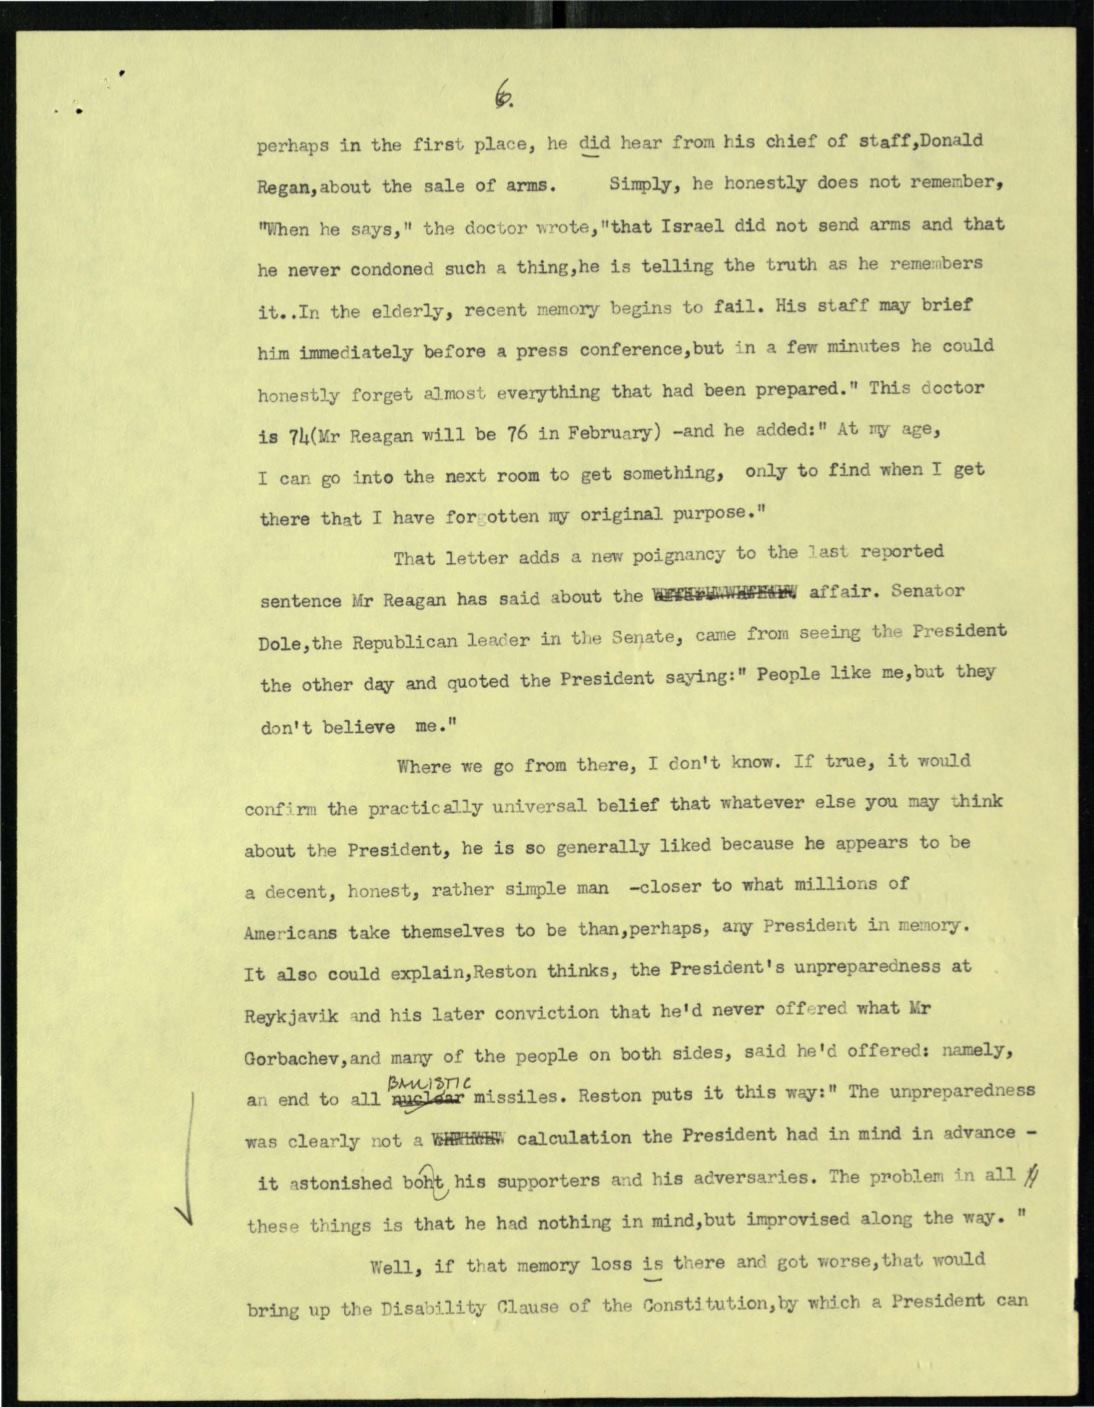 6.
perhaps in the first place, he did hear from his chief of staff,Donald
Regan,about the sale of arms. Simply, he honestly does not remember,
"When he says," the doctor wrote,"that Israel did not send arms and that
he never condoned such a thing,he is telling the truth as he remembers
it..In the elderly, recent memory begins to fail. His staff may brief
him immediately before a press conference,but in a few minutes he could
honestly forget almost everything that had been prepared." This doctor
is 74(Mr Reagan will be 76 in February) -and he added:" At my age,
I can go into the next room to get something, only to find when I get
there that I have forgotten my original purpose."
That letter adds a new poignancy to the last reported
sentence Mr Reagan has said about the affair. Senator
Dole,the Republican leader in the Senate, came from seeing the President
the other day and quoted the President saying:" People like me,but they
don't believe me."
Where we go from there, I don't know. If true, it would
confirm the practically universal belief that whatever else you may think
about the President, he is so generally liked because he appears to be
a decent, honest, rather simple man -closer to what millions of
Americans take themselves to be than,perhaps, any President in memory.
It also could explain,Reston thinks, the President's unpreparedness at
Reykjavik and his later conviction that he'd never offered what Mr
Gorbachev,and many of the people on both sides, said he'd offered: namely,
BALLISTIC
an end to all nuclear missiles. Reston puts it this way:" The unpreparedness
was clearly not a calculation the President had in mind in advance -
it astonished boht his supporters and his adversaries. The problem in all
these things is that he had nothing in mind,but improvised along the way. "
Well, if that memory loss is there and got worse,that would
bring up the Disability Clause of the Constitution,by which a President can